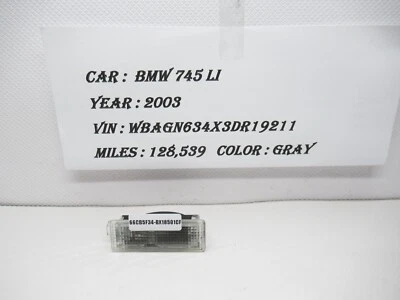 CAR : BMW 745 LI
YEAR : 2003
VIN : WBAGN634X3DR19211
MILES : 128,539 COLOR : GRAY